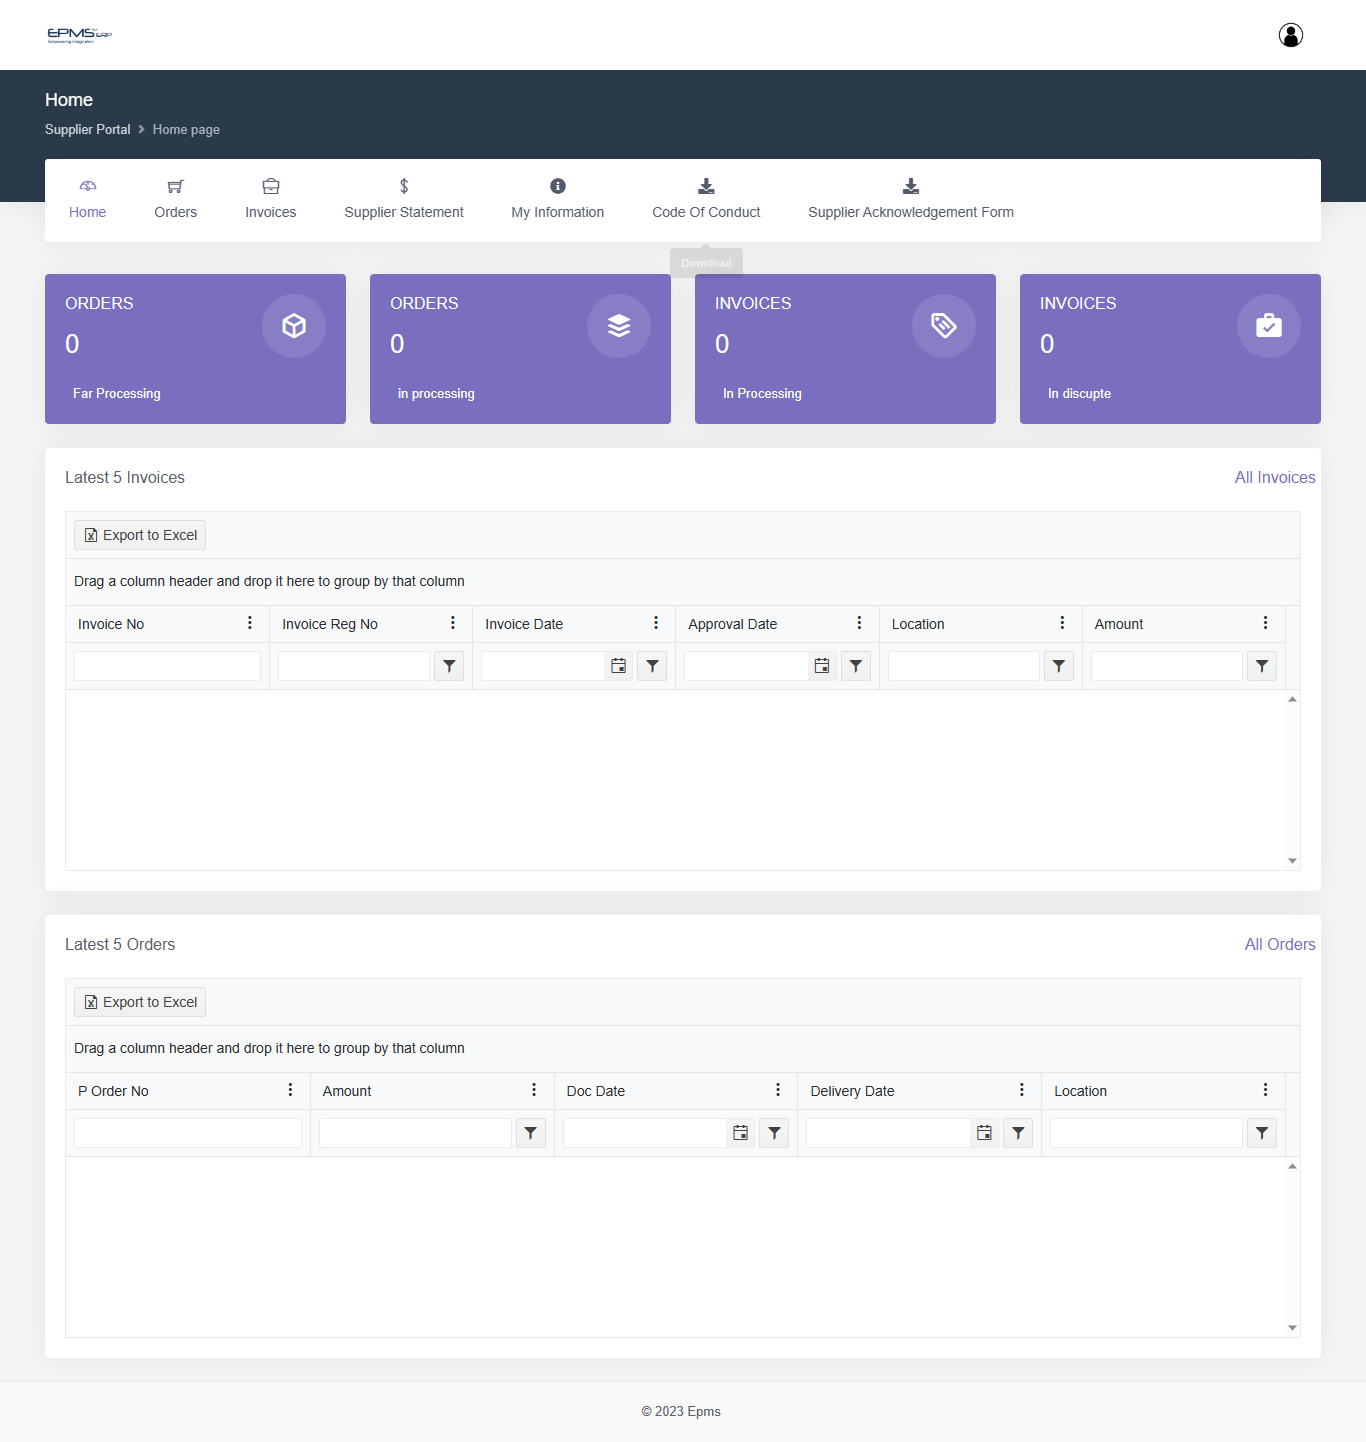 EPMS ERP
Empowering Imagination
Home
Supplier Portal > Home page
Home
Orders
Invoices
Supplier Statement
My Information
Code Of Conduct
Supplier Acknowledgement Form
Download
ORDERS
0
Far Processing
ORDERS
0
in processing
INVOICES
0
In Processing
INVOICES
0
In discupte
Latest 5 Invoices
All Invoices
Export to Excel
Drag a column header and drop it here to group by that column
Invoice No
Invoice Reg No
Invoice Date
Approval Date
Location
Amount
Latest 5 Orders
All Orders
Export to Excel
Drag a column header and drop it here to group by that column
P Order No
Amount
Doc Date
Delivery Date
Location
© 2023 Epms